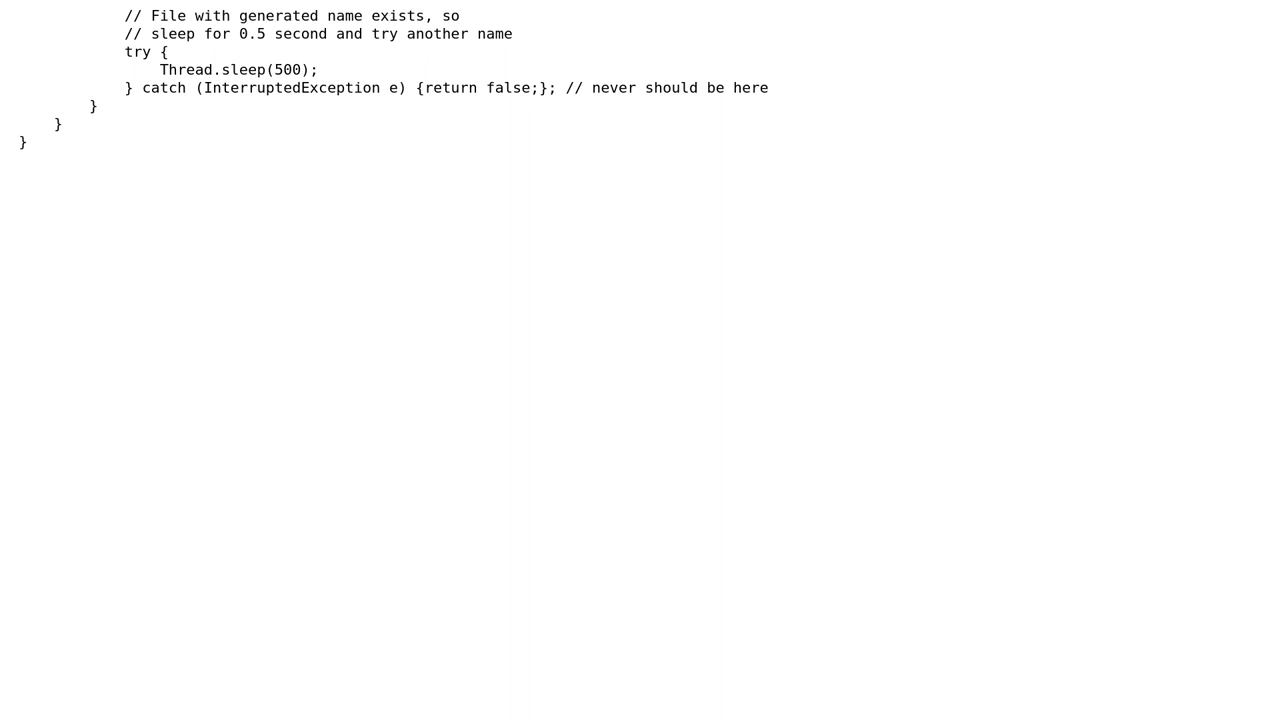 // File with generated name exists, so
            // sleep for 0.5 second and try another name
            try {
                Thread.sleep(500);
            } catch (InterruptedException e) {return false;}; // never should be here
        }
    }
}